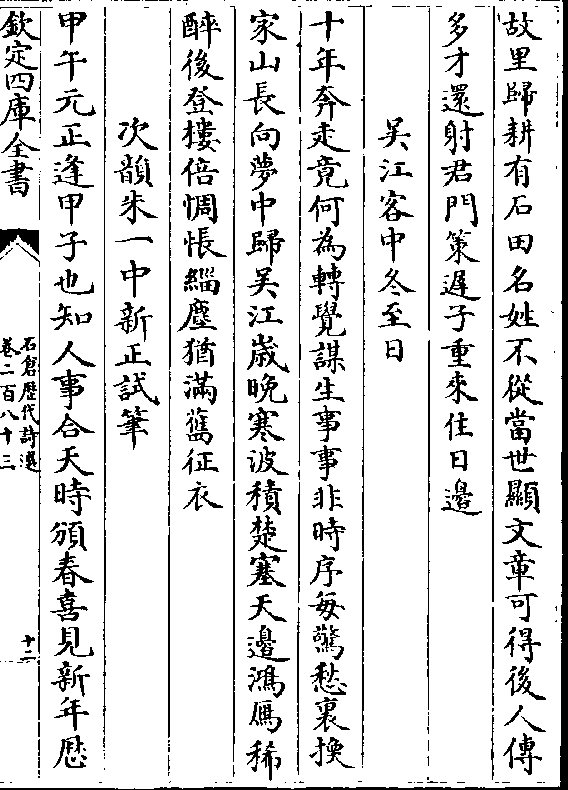 故里歸耕有石田名姓不從當世顯文章可得後人傳
多才還射君門策遲子重來住日邊
吴江客中冬至日
十年奔走竟何為轉覺謀生事事非時序每驚愁裏換
家山長向夢中歸吴江歲晚寒波積楚塞天邊鴻鴈稀
醉後登樓倍惆悵緇塵猶滿舊征衣
次韻朱一中新正試筆
甲午元正逢甲子也知人事合天時頒春喜見新年厯
欽定四庫全書
石倉歴代詩選
卷二百八十三
十二